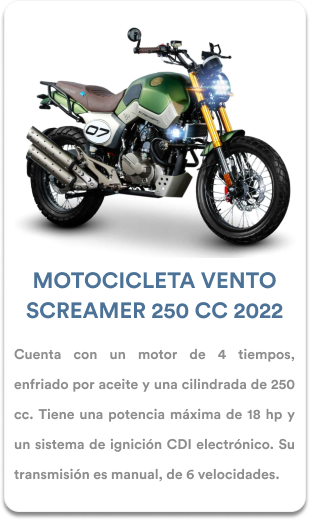 07
MOTOCICLETA VENTO
SCREAMER 250 CC 2022
Cuenta con un motor de 4 tiempos,
enfriado por aceite y una cilindrada de 250
cc. Tiene una potencia máxima de 18 hp y
un sistema de ignición CDI electrónico. Su
transmisión es manual, de 6 velocidades.